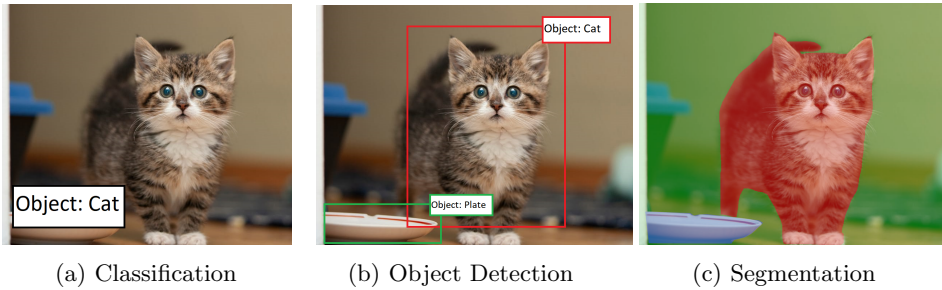 Object: Cat
Object: Cat
Object: Plate
(a) Classification
(b) Object Detection
(c) Segmentation